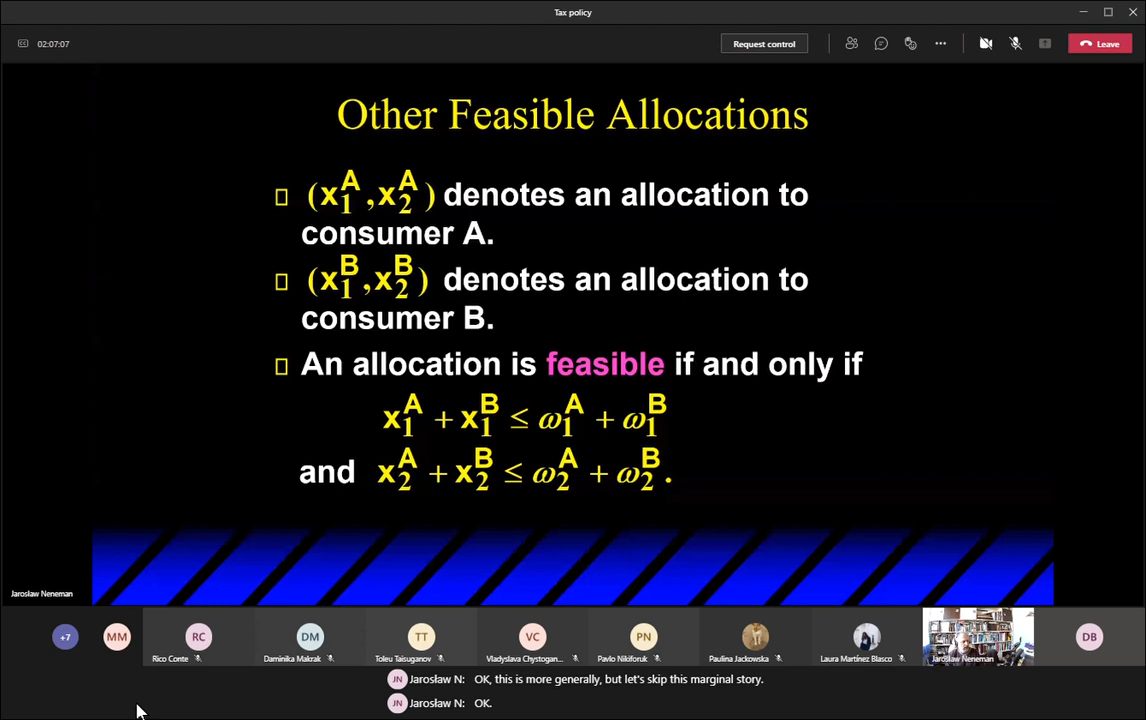 Tax policy
02:07:07
Request control
Leave
Other Feasible Allocations
(x₁ᴬ,x₂ᴬ) denotes an allocation to
consumer A.
(x₁ᴮ,x₂ᴮ) denotes an allocation to
consumer B.
An allocation is feasible if and only if
x₁ᴬ + x₁ᴮ ≤ ω₁ᴬ + ω₁ᴮ
and x₂ᴬ + x₂ᴮ ≤ ω₂ᴬ + ω₂ᴮ.
Jarosław Neneman
+7
MM
RC
Rico Conte
DM
Daminika Makrak
TT
Toleu Taisuganov
VC
Vladyslava Chystogan...
PN
Pavlo Nikiforuk
Paulina Jackowska
Laura Martínez Blasco
Jarosław Neneman
DB
JN Jarosław N: OK, this is more generally, but let's skip this marginal story.
JN Jarosław N: OK.